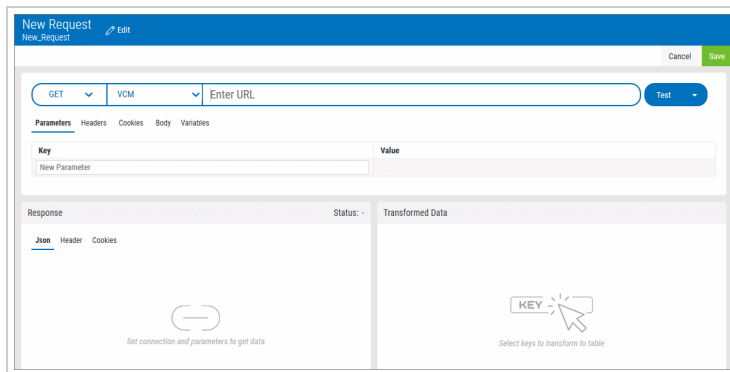 New Request
Edit
New_Request
Cancel Save
GET VCM Enter URL Test
Parameters Headers Cookies Body Variables
Key Value
New Parameter
Response Status: - Transformed Data
Json Header Cookies
KEY
Set connection and parameters to get data
Select keys to transform to table